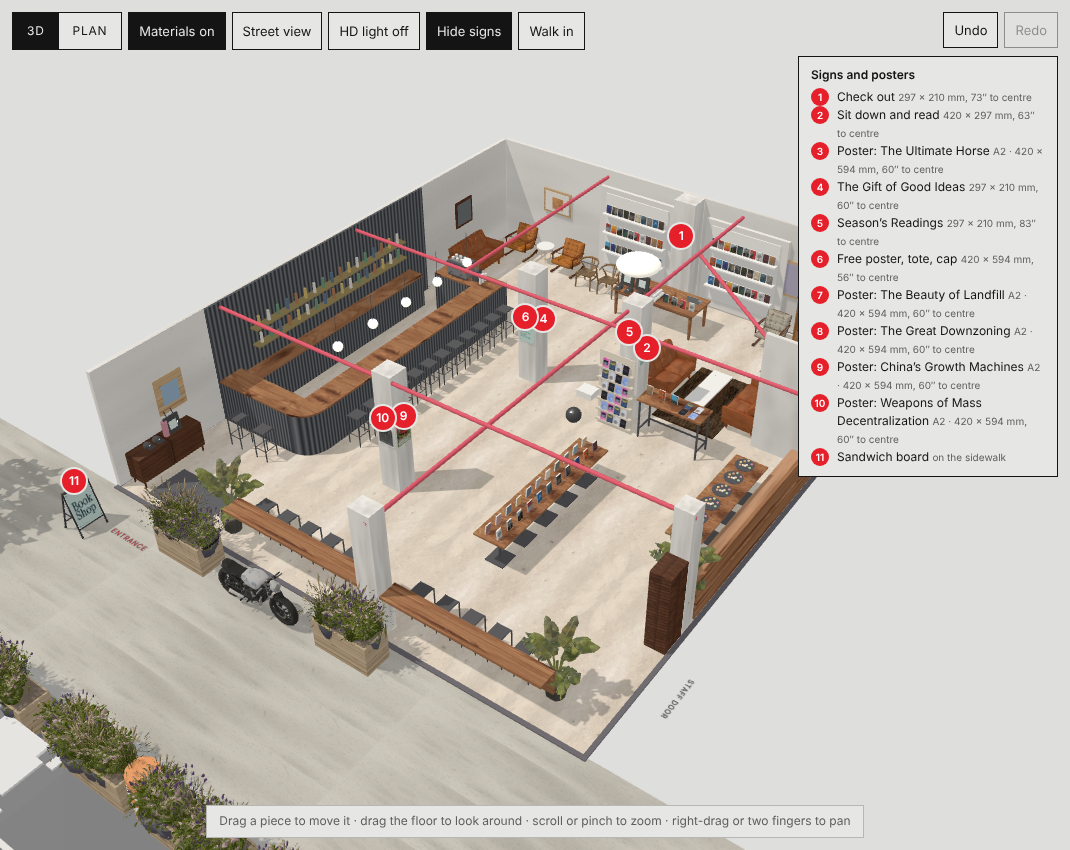 3D PLAN Materials on Street view HD light off Hide signs Walk in Undo Redo
Signs and posters
1 Check out 297 × 210 mm, 73″ to centre
2 Sit down and read 420 × 297 mm, 63″
to centre
3 Poster: The Ultimate Horse A2 · 420 ×
594 mm, 60″ to centre
4 The Gift of Good Ideas 297 × 210 mm,
60″ to centre
5 Season’s Readings 297 × 210 mm, 83″
to centre
6 Free poster, tote, cap 420 × 594 mm,
56″ to centre
7 Poster: The Beauty of Landfill A2 ·
420 × 594 mm, 60″ to centre
8 Poster: The Great Downzoning A2 ·
420 × 594 mm, 60″ to centre
9 Poster: China’s Growth Machines A2
· 420 × 594 mm, 60″ to centre
10 Poster: Weapons of Mass
Decentralization A2 · 420 × 594 mm,
60″ to centre
11 Sandwich board on the sidewalk
1
6 4
5
2
10 9
11
Book
Shop
ENTRANCE
STAFF DOOR
Drag a piece to move it · drag the floor to look around · scroll or pinch to zoom · right-drag or two fingers to pan